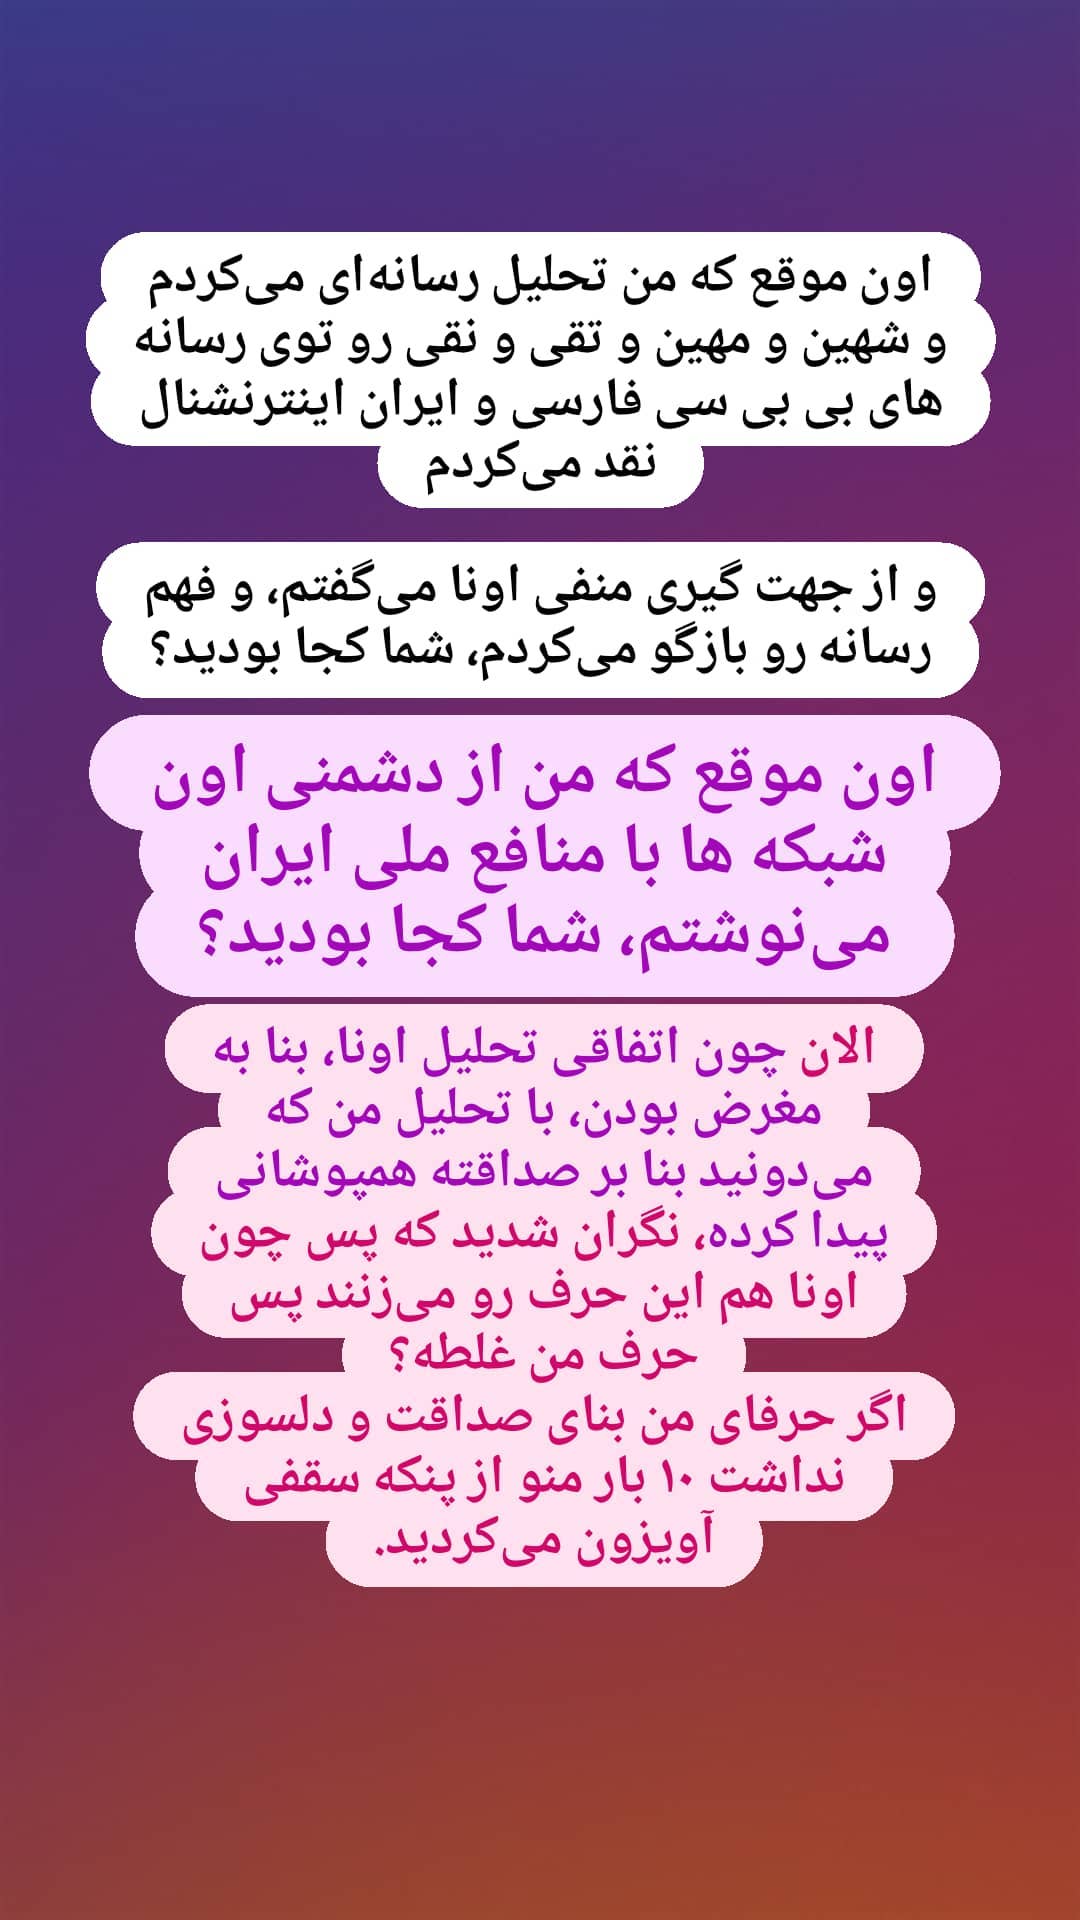 اون موقع که من تحلیل رسانه‌ای می‌کردم
و شهین و مهین و تقی و نقی رو توی رسانه
های بی بی سی فارسی و ایران اینترنشنال
نقد می‌کردم
و از جهت گیری منفی اونا می‌گفتم، و فهم
رسانه رو بازگو می‌کردم، شما کجا بودید؟
اون موقع که من از دشمنی اون
شبکه ها با منافع ملی ایران
می‌نوشتم، شما کجا بودید؟
الان چون اتفاقی تحلیل اونا، بنا به
مغرض بودن، با تحلیل من که
می‌دونید بنا بر صداقته همپوشانی
پیدا کرده، نگران شدید که پس چون
اونا هم این حرف رو می‌زنند پس
حرف من غلطه؟
اگر حرفای من بنای صداقت و دلسوزی
نداشت ۱۰ بار منو از پنکه سقفی
آویزون می‌کردید.